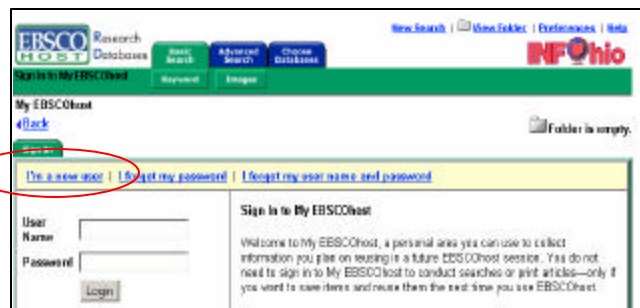 New Search | View Folder | Preferences | Help
EBSCO HOST Research Databases
Basic Search
Advanced Search
Choose Databases
INFOhio
Sign In to My EBSCOhost
Keyword
Images
My EBSCOhost
Back
Folder is empty.
Sign In
I'm a new user | I forgot my password | I forgot my user name and password
User Name
Password
Login
Sign In to My EBSCOhost
Welcome to My EBSCOhost, a personal area you can use to collect
information you plan on reusing in a future EBSCOhost session. You do not
need to sign in to My EBSCOhost to conduct searches or print articles—only if
you want to save items and reuse them the next time you use EBSCOhost.